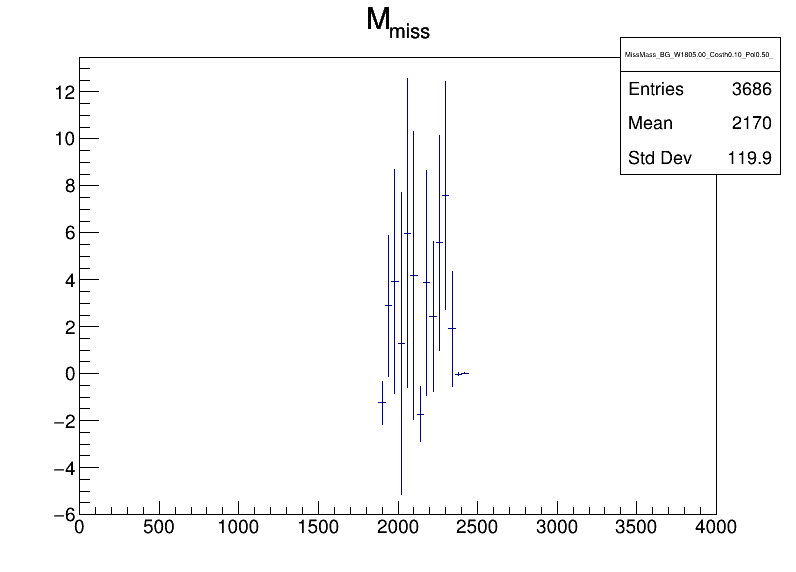 M_miss
MissMass_BG_W1805.00_Costh0.10_Pol0.50_
Entries 3686
Mean 2170
Std Dev 119.9
12
10
8
6
4
2
0
−2
−4
−6
0 500 1000 1500 2000 2500 3000 3500 4000